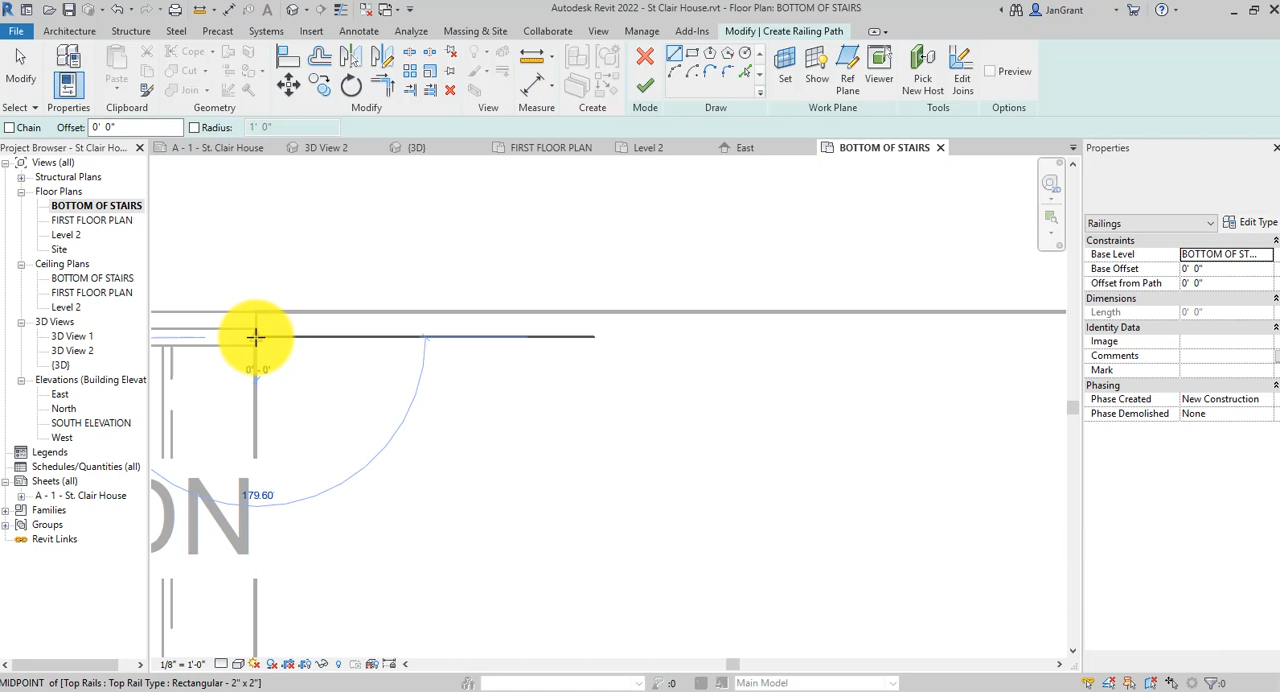 Autodesk Revit 2022 - St Clair House.rvt - Floor Plan: BOTTOM OF STAIRS
JanGrant
File Architecture Structure Steel Precast Systems Insert Annotate Analyze Massing & Site Collaborate View Manage Add-Ins Modify | Create Railing Path
Modify Paste Cope Cut Join Set Show Ref Plane Viewer Pick New Host Edit Joins Preview
Select Properties Clipboard Geometry Modify View Measure Create Mode Draw Work Plane Tools Options
Chain Offset: 0' 0" Radius: 1' 0"
Project Browser - St Clair Ho...
A - 1 - St. Clair House
3D View 2
{3D}
FIRST FLOOR PLAN
Level 2
East
BOTTOM OF STAIRS
Properties
Views (all)
Structural Plans
Floor Plans
BOTTOM OF STAIRS
FIRST FLOOR PLAN
Level 2
Site
Ceiling Plans
BOTTOM OF STAIRS
FIRST FLOOR PLAN
Level 2
3D Views
3D View 1
3D View 2
{3D}
Elevations (Building Elevat
East
North
SOUTH ELEVATION
West
Legends
Schedules/Quantities (all)
Sheets (all)
A - 1 - St. Clair House
Families
Groups
Revit Links
0' - 0"
179.60
ON
Railings
Edit Type
Constraints
Base Level BOTTOM OF ST...
Base Offset 0' 0"
Offset from Path 0' 0"
Dimensions
Length 0' 0"
Identity Data
Image
Comments
Mark
Phasing
Phase Created New Construction
Phase Demolished None
1/8" = 1'-0"
MIDPOINT of [Top Rails : Top Rail Type : Rectangular - 2" x 2"]
:0
Main Model
:0